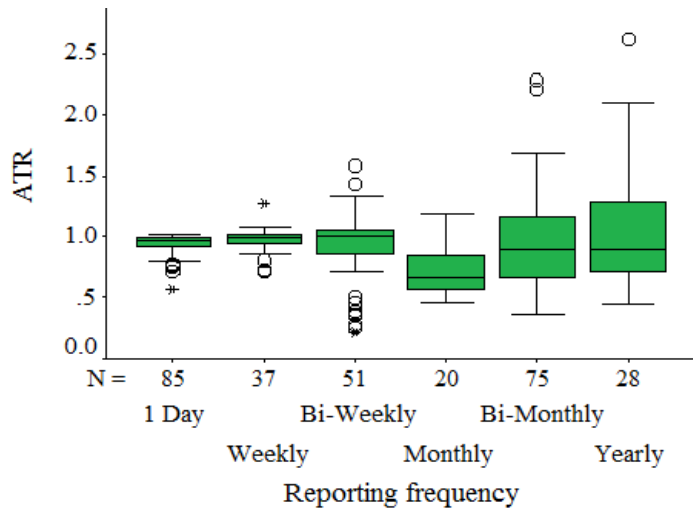 2.5
2.0
1.5
1.0
.5
0.0
ATR
N = 85 37 51 20 75 28
1 Day Bi-Weekly Bi-Monthly
Weekly Monthly Yearly
Reporting frequency